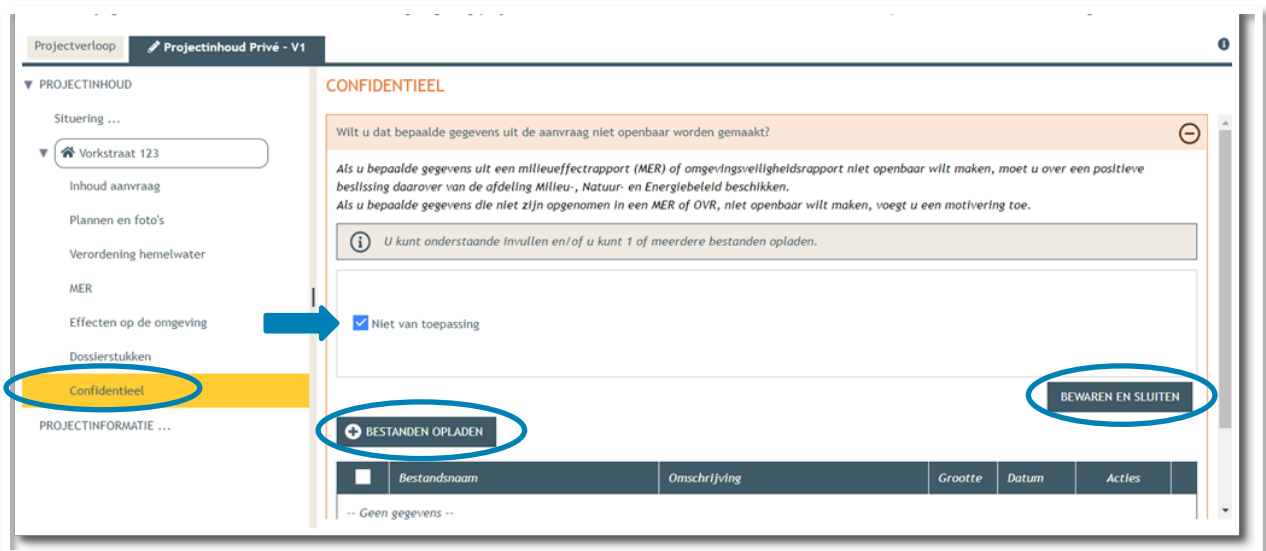 Projectverloop
Projectinhoud Privé - V1
PROJECTINHOUD
Situering ...
Vorkstraat 123
Inhoud aanvraag
Plannen en foto's
Verordening hemelwater
MER
Effecten op de omgeving
Dossierstukken
Confidentieel
PROJECTINFORMATIE ...
CONFIDENTIEEL
Wilt u dat bepaalde gegevens uit de aanvraag niet openbaar worden gemaakt?
Als u bepaalde gegevens uit een milieueffectrapport (MER) of omgevingsveiligheidsrapport niet openbaar wilt maken, moet u over een positieve
beslissing daarover van de afdeling Milieu-, Natuur- en Energiebeleid beschikken.
Als u bepaalde gegevens die niet zijn opgenomen in een MER of OVR, niet openbaar wilt maken, voegt u een motivering toe.
U kunt onderstaande invullen en/of u kunt 1 of meerdere bestanden opladen.
Niet van toepassing
BEWAREN EN SLUITEN
BESTANDEN OPLADEN
Bestandsnaam Omschrijving Grootte Datum Acties
-- Geen gegevens --